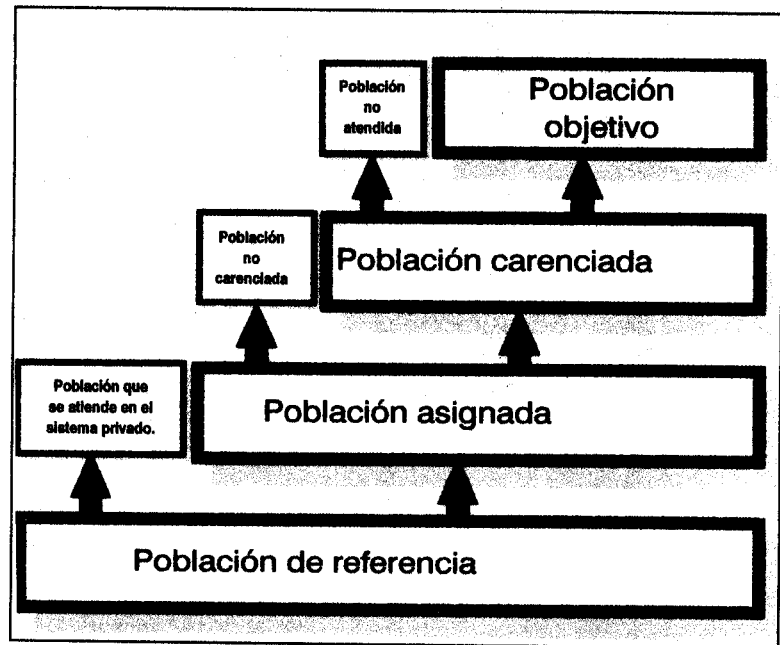 Población
no
atendida
Población
objetivo
Población
no
carenciada
Población carenciada
Población que
se atiende en el
sistema privado.
Población asignada
Población de referencia